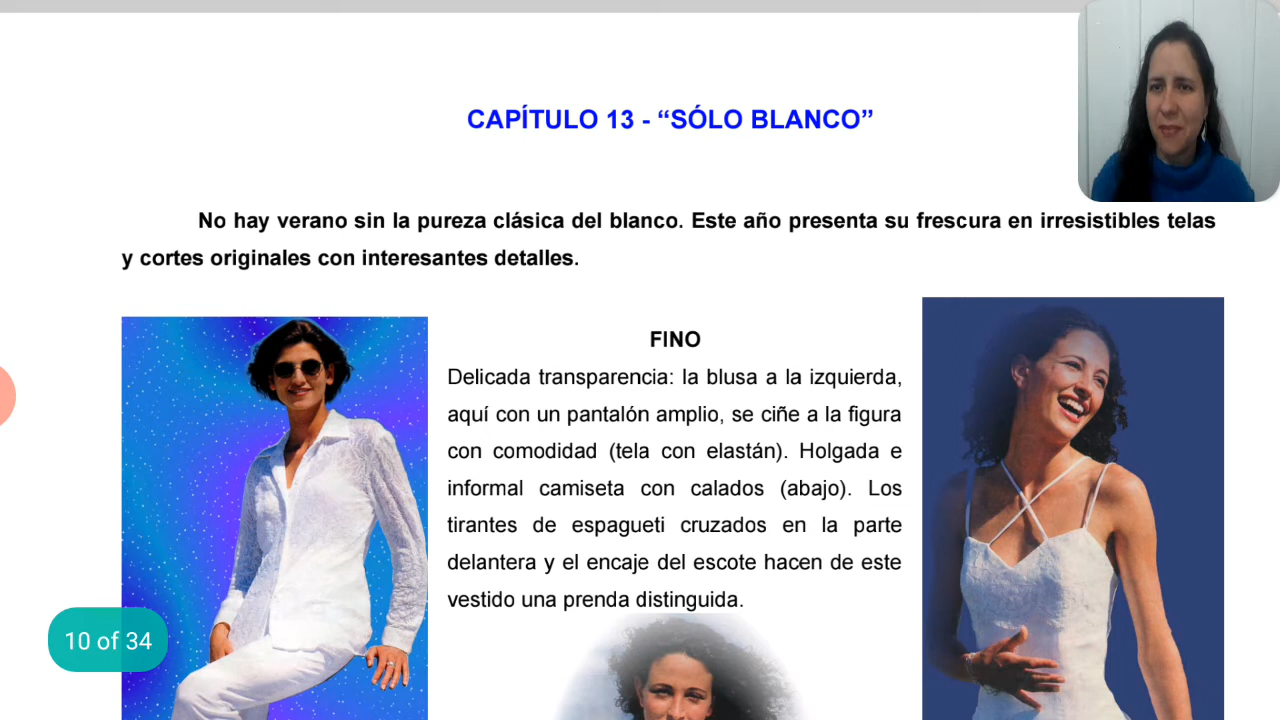 CAPÍTULO 13 - “SÓLO BLANCO”
No hay verano sin la pureza clásica del blanco. Este año presenta su frescura en irresistibles telas
y cortes originales con interesantes detalles.
FINO
Delicada transparencia: la blusa a la izquierda,
aquí con un pantalón amplio, se ciñe a la figura
con comodidad (tela con elastán). Holgada e
informal camiseta con calados (abajo). Los
tirantes de espagueti cruzados en la parte
delantera y el encaje del escote hacen de este
vestido una prenda distinguida.
10 of 34